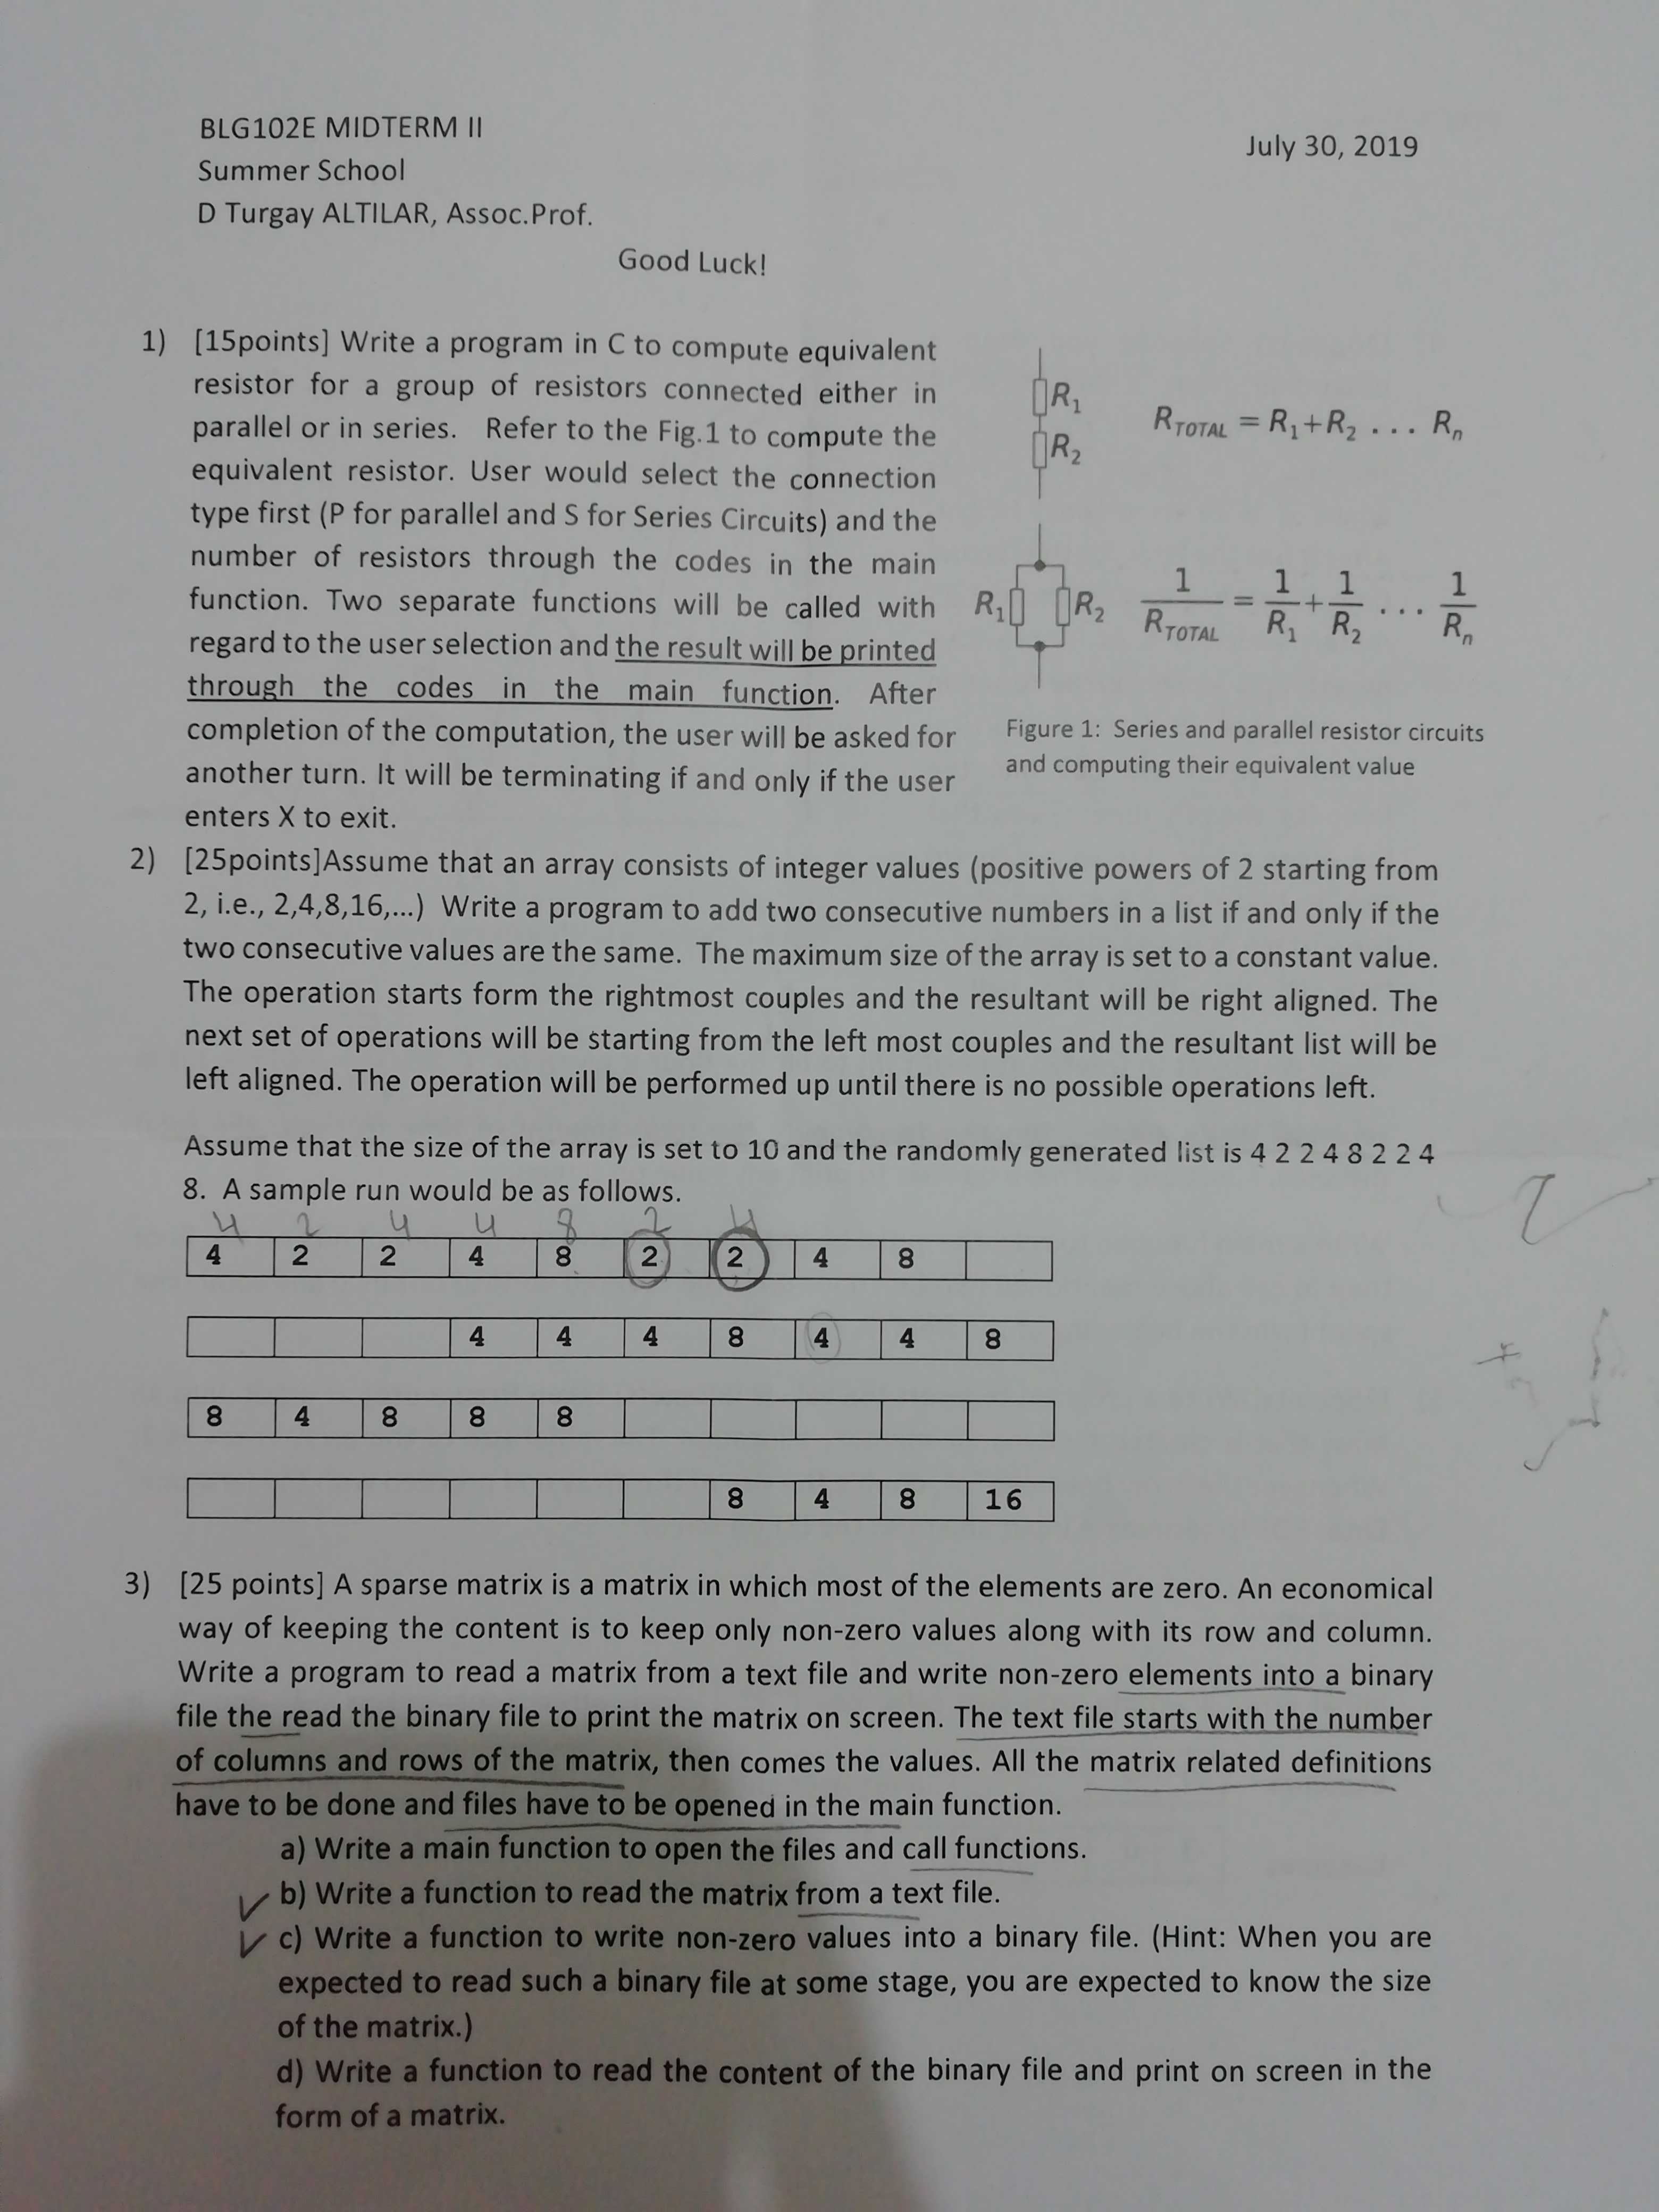 BLG102E MIDTERM II
July 30, 2019
Summer School
D Turgay ALTILAR, Assoc.Prof.
Good Luck!
1) [15points] Write a program in C to compute equivalent
resistor for a group of resistors connected either in
parallel or in series. Refer to the Fig.1 to compute the
equivalent resistor. User would select the connection
type first (P for parallel and S for Series Circuits) and the
number of resistors through the codes in the main
function. Two separate functions will be called with
regard to the user selection and the result will be printed
through the codes in the main function. After
completion of the computation, the user will be asked for
another turn. It will be terminating if and only if the user
enters X to exit.
R1
R2
RTOTAL = R1+R2 ... Rn
R1 R2
1/RTOTAL = 1/R1 + 1/R2 ... 1/Rn
Figure 1: Series and parallel resistor circuits
and computing their equivalent value
2) [25points]Assume that an array consists of integer values (positive powers of 2 starting from
2, i.e., 2,4,8,16,...) Write a program to add two consecutive numbers in a list if and only if the
two consecutive values are the same. The maximum size of the array is set to a constant value.
The operation starts form the rightmost couples and the resultant will be right aligned. The
next set of operations will be starting from the left most couples and the resultant list will be
left aligned. The operation will be performed up until there is no possible operations left.
Assume that the size of the array is set to 10 and the randomly generated list is 4 2 2 4 8 2 2 4
8. A sample run would be as follows.
4 2 4 4 8 2 4
4 2 2 4 8 2 2 4 8
4 4 4 8 4 4 8
8 4 8 8 8
8 4 8 16
3) [25 points] A sparse matrix is a matrix in which most of the elements are zero. An economical
way of keeping the content is to keep only non-zero values along with its row and column.
Write a program to read a matrix from a text file and write non-zero elements into a binary
file the read the binary file to print the matrix on screen. The text file starts with the number
of columns and rows of the matrix, then comes the values. All the matrix related definitions
have to be done and files have to be opened in the main function.
a) Write a main function to open the files and call functions.
b) Write a function to read the matrix from a text file.
c) Write a function to write non-zero values into a binary file. (Hint: When you are
expected to read such a binary file at some stage, you are expected to know the size
of the matrix.)
d) Write a function to read the content of the binary file and print on screen in the
form of a matrix.